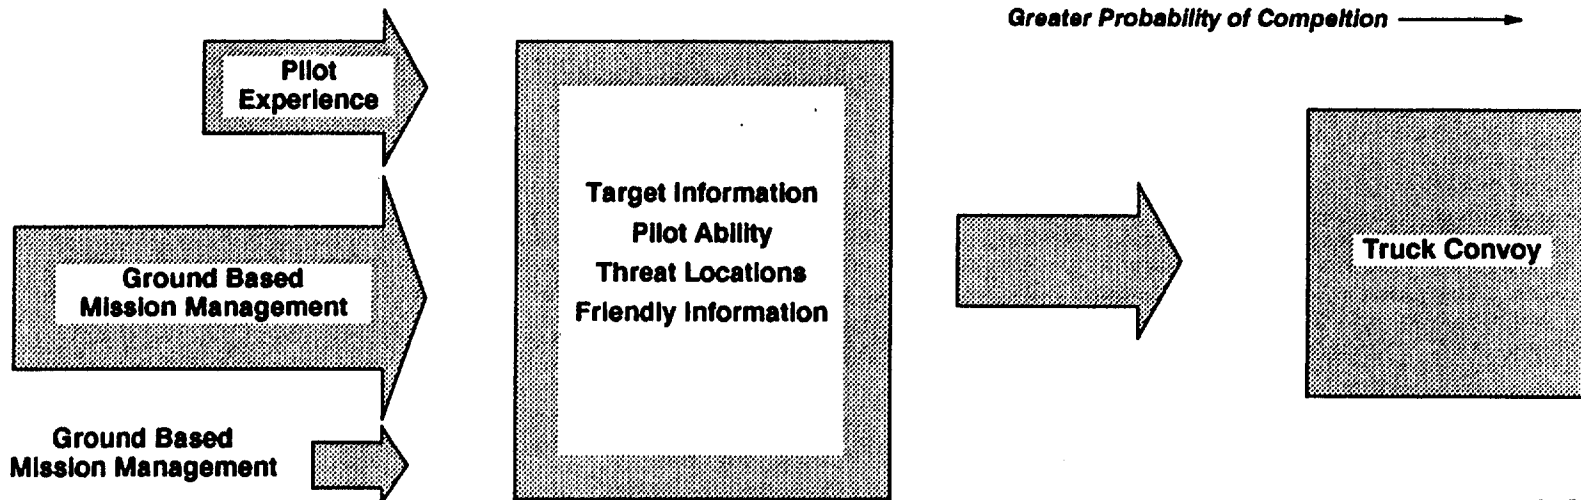 Greater Probability of Compeltion
Pilot
Experience
Target Information
Pilot Ability
Threat Locations
Friendly Information
Truck Convoy
Ground Based
Mission Management
Ground Based
Mission Management